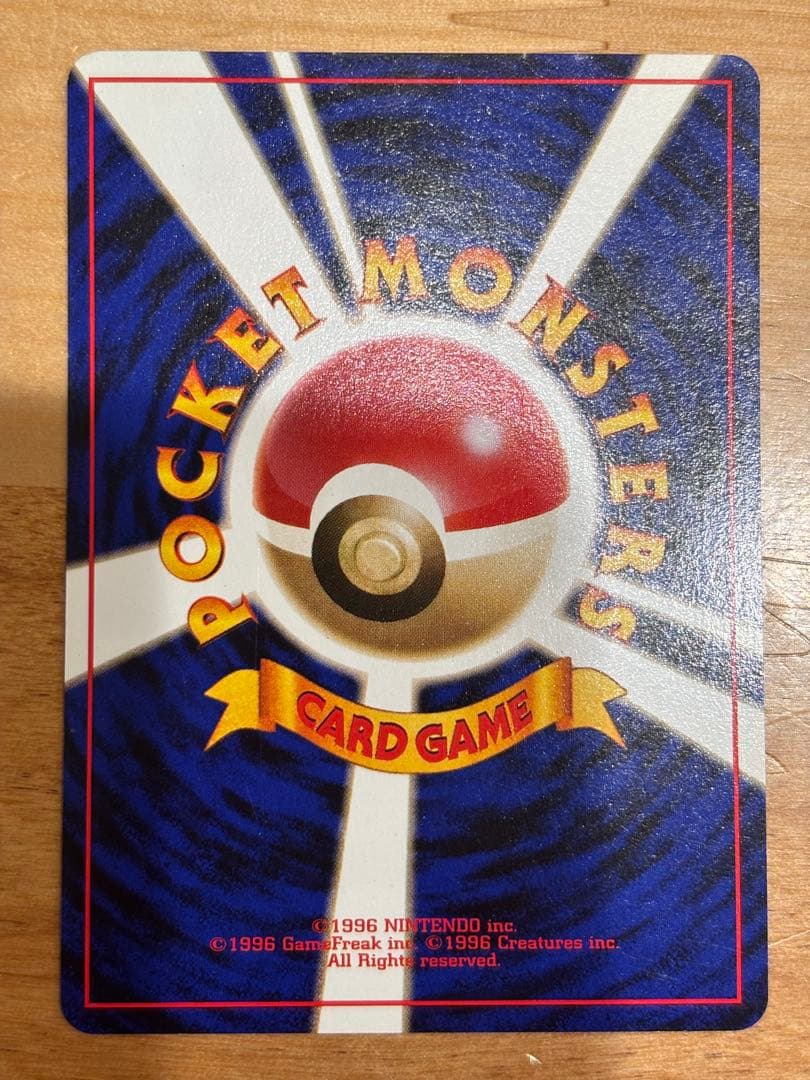 POCKET MONSTERS
CARD GAME
©1996 NINTENDO inc.
©1996 GameFreak inc. ©1996 Creatures inc.
All Rights reserved.